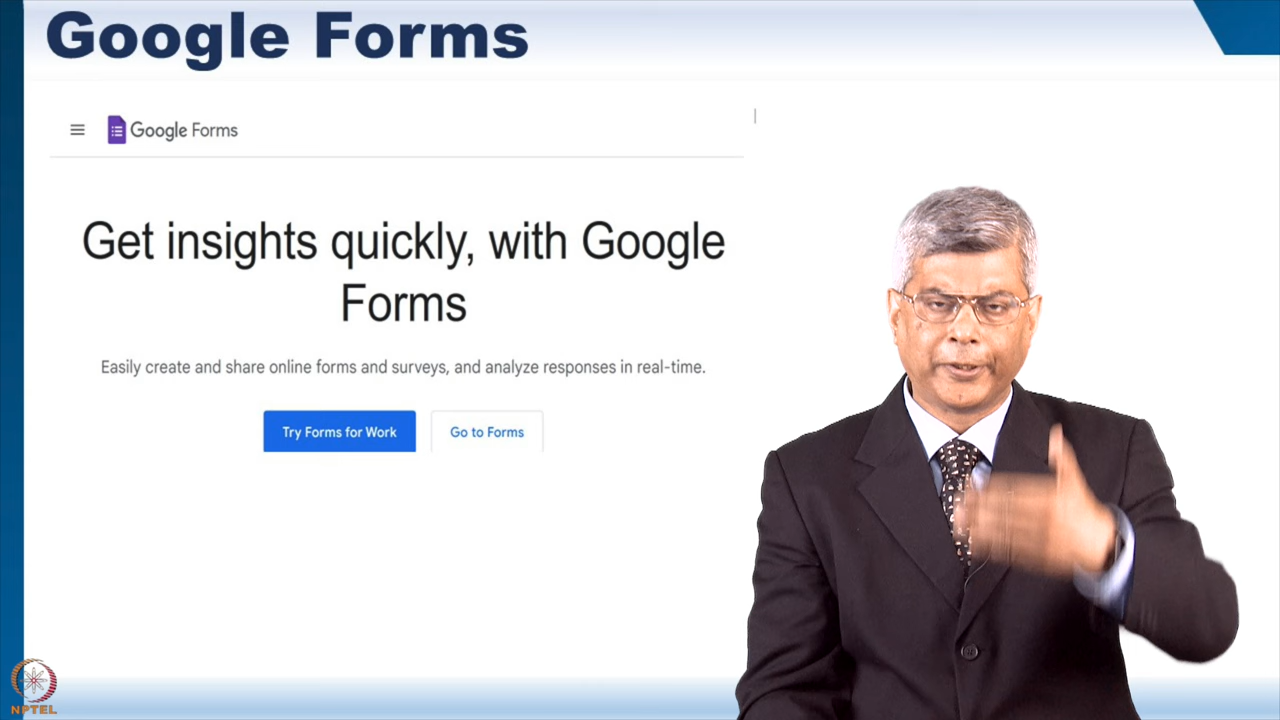 Google Forms
Google Forms
Get insights quickly, with Google
Forms
Easily create and share online forms and surveys, and analyze responses in real-time.
Try Forms for Work
Go to Forms
NPTEL